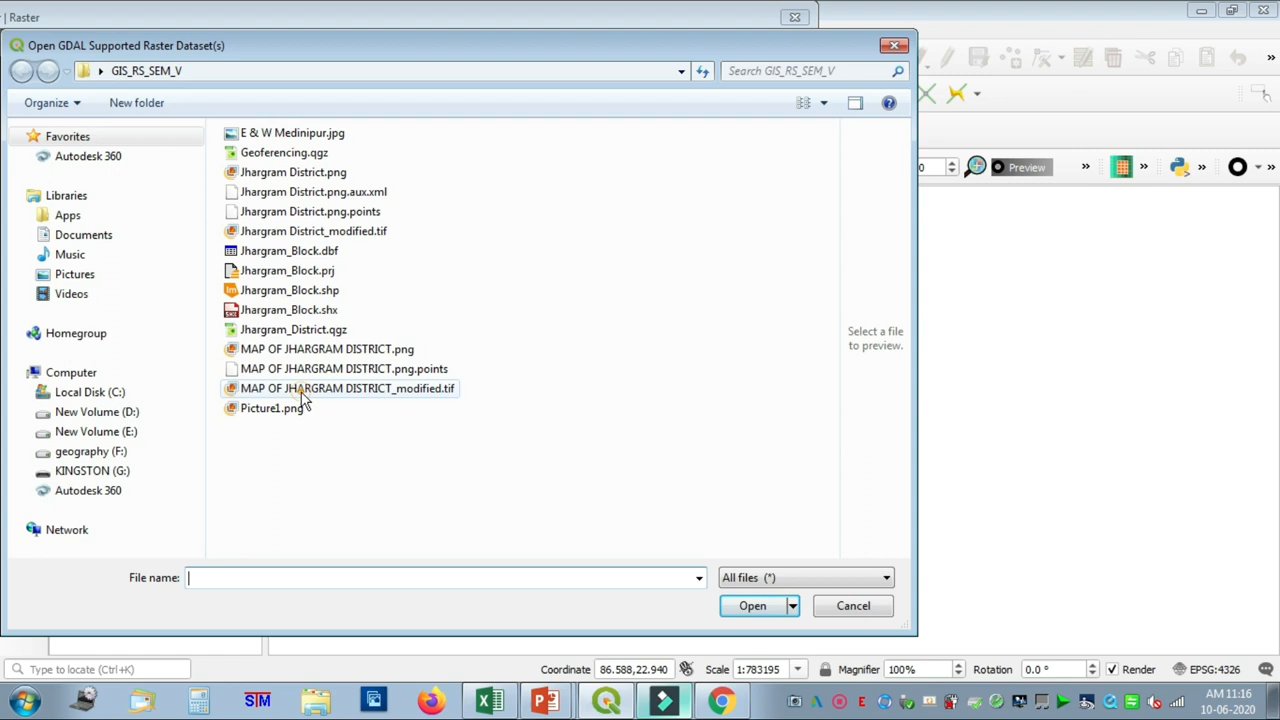 | Raster
Open GDAL Supported Raster Dataset(s)
GIS_RS_SEM_V
Search GIS_RS_SEM_V
Organize
New folder
Favorites
Autodesk 360
Libraries
Apps
Documents
Music
Pictures
Videos
Homegroup
Computer
Local Disk (C:)
New Volume (D:)
New Volume (E:)
geography (F:)
KINGSTON (G:)
Autodesk 360
Network
E & W Medinipur.jpg
Geoferencing.qgz
Jhargram District.png
Jhargram District.png.aux.xml
Jhargram District.png.points
Jhargram District_modified.tif
Jhargram_Block.dbf
Jhargram_Block.prj
Jhargram_Block.shp
Jhargram_Block.shx
Jhargram_District.qgz
MAP OF JHARGRAM DISTRICT.png
MAP OF JHARGRAM DISTRICT.png.points
MAP OF JHARGRAM DISTRICT_modified.tif
Picture1.png
Select a file
to preview.
File name:
All files (*)
Open
Cancel
0
Preview
Type to locate (Ctrl+K)
Coordinate 86.588,22.940 Scale 1:783195 Magnifier 100% Rotation 0.0 ° Render EPSG:4326
STM
AM 11:16
10-06-2020